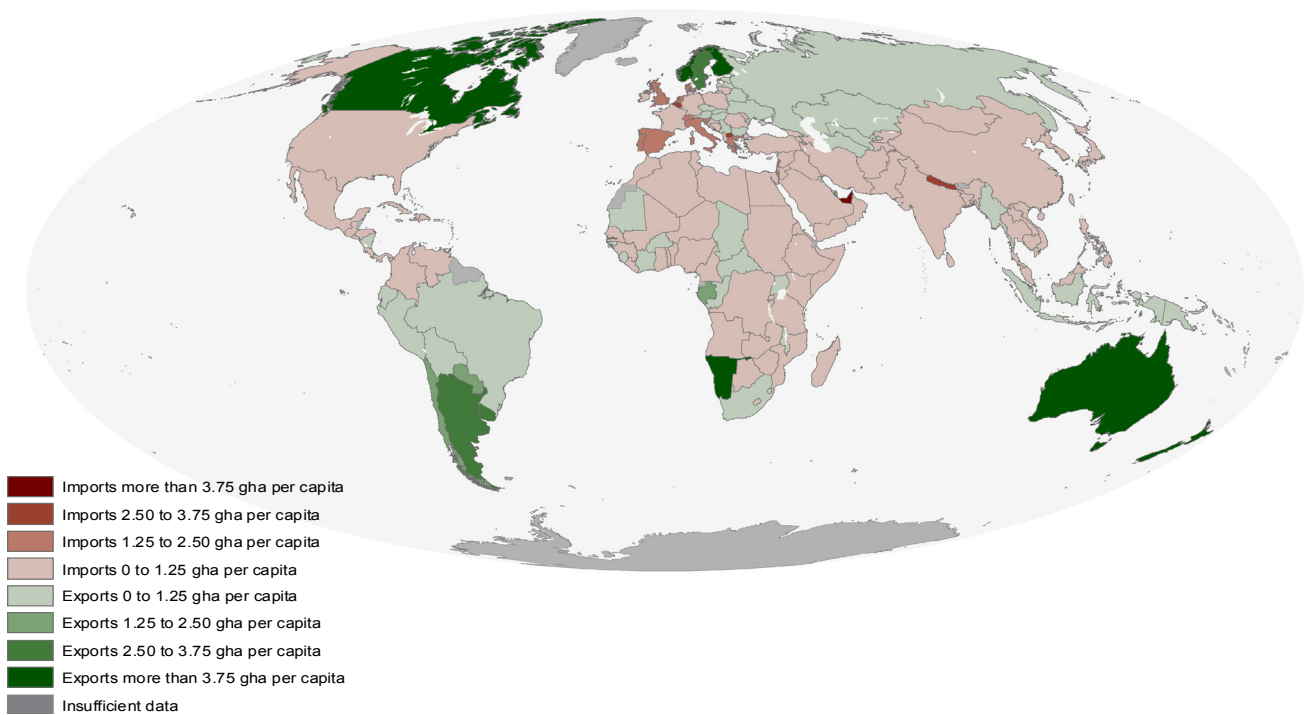 Imports more than 3.75 gha per capita
Imports 2.50 to 3.75 gha per capita
Imports 1.25 to 2.50 gha per capita
Imports 0 to 1.25 gha per capita
Exports 0 to 1.25 gha per capita
Exports 1.25 to 2.50 gha per capita
Exports 2.50 to 3.75 gha per capita
Exports more than 3.75 gha per capita
Insufficient data